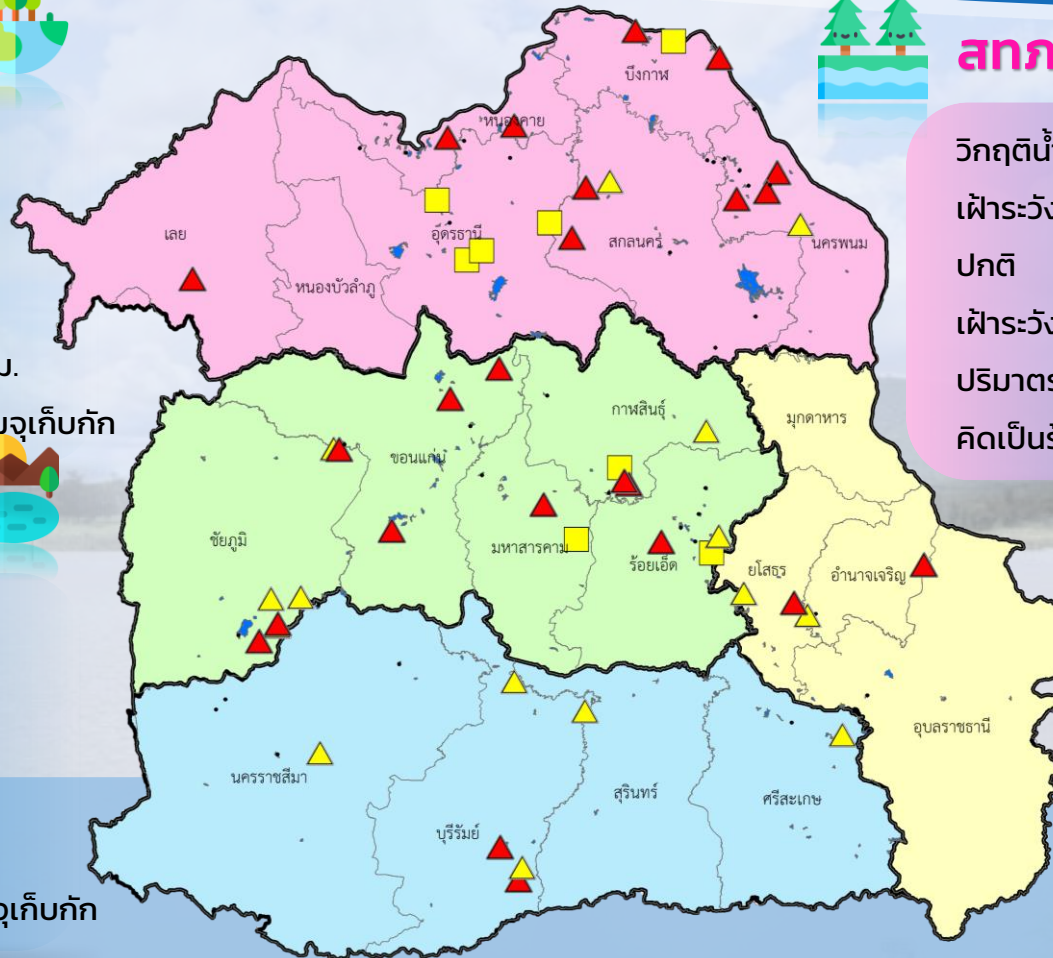 สทภ
วิกฤติน้ำ
เฝ้าระวัง
ปกติ
เฝ้าระวัง
ปริมาตร
คิดเป็นร้
บึงกาฬ
หนองคาย
เลย
อุดรธานี
สกลนคร
นครพนม
หนองบัวลำภู
ม.
จุเก็บกัก
กาฬสินธุ์
มุกดาหาร
ขอนแก่น
ชัยภูมิ
มหาสารคาม
ร้อยเอ็ด
ยโสธร
อำนาจเจริญ
อุบลราชธานี
นครราชสีมา
สุรินทร์
ศรีสะเกษ
บุรีรัมย์
จุเก็บกัก